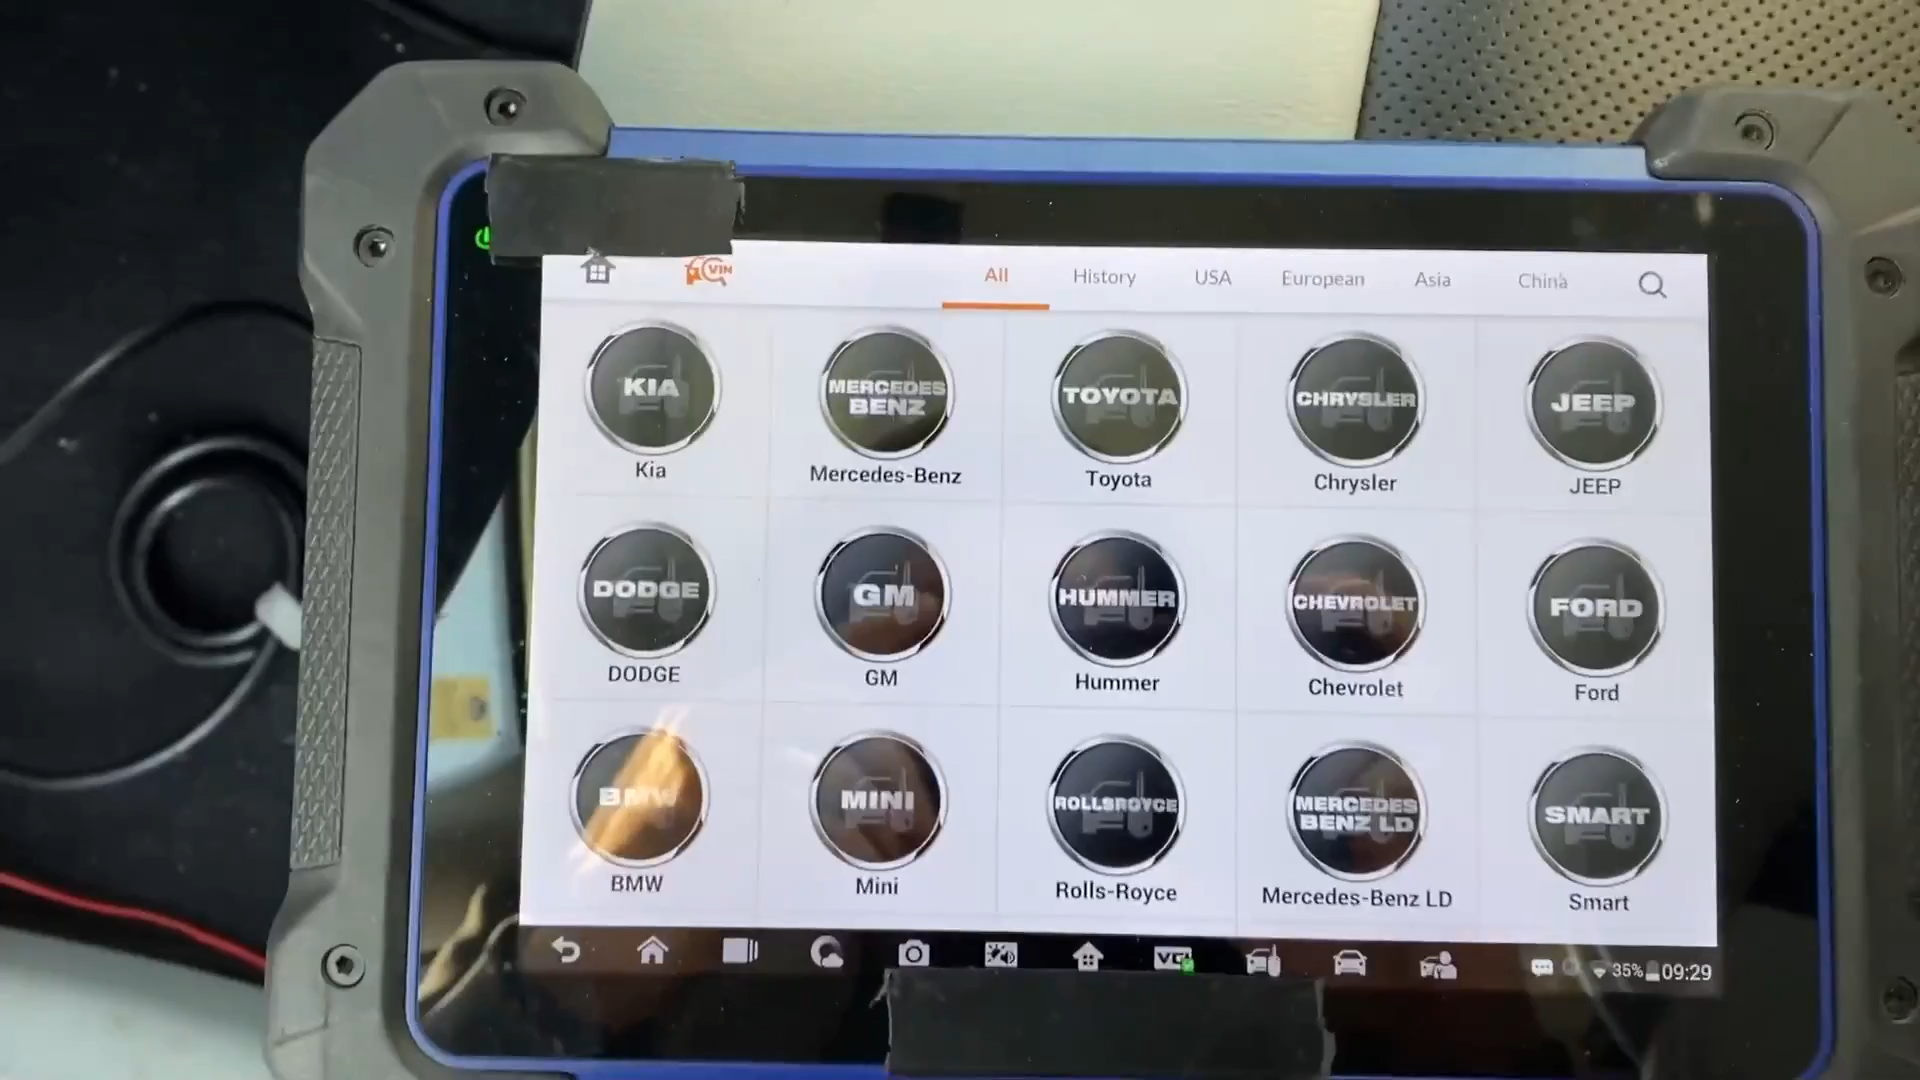 VIN
All History USA European Asia China
KIA
MERCEDES
BENZ
TOYOTA
CHRYSLER
JEEP
Kia
Mercedes-Benz
Toyota
Chrysler
JEEP
DODGE
GM
HUMMER
CHEVROLET
FORD
DODGE
GM
Hummer
Chevrolet
Ford
BMW
MINI
ROLLSROYCE
MERCEDES
BENZ LD
SMART
BMW
Mini
Rolls-Royce
Mercedes-Benz LD
Smart
VCI
35% 09:29